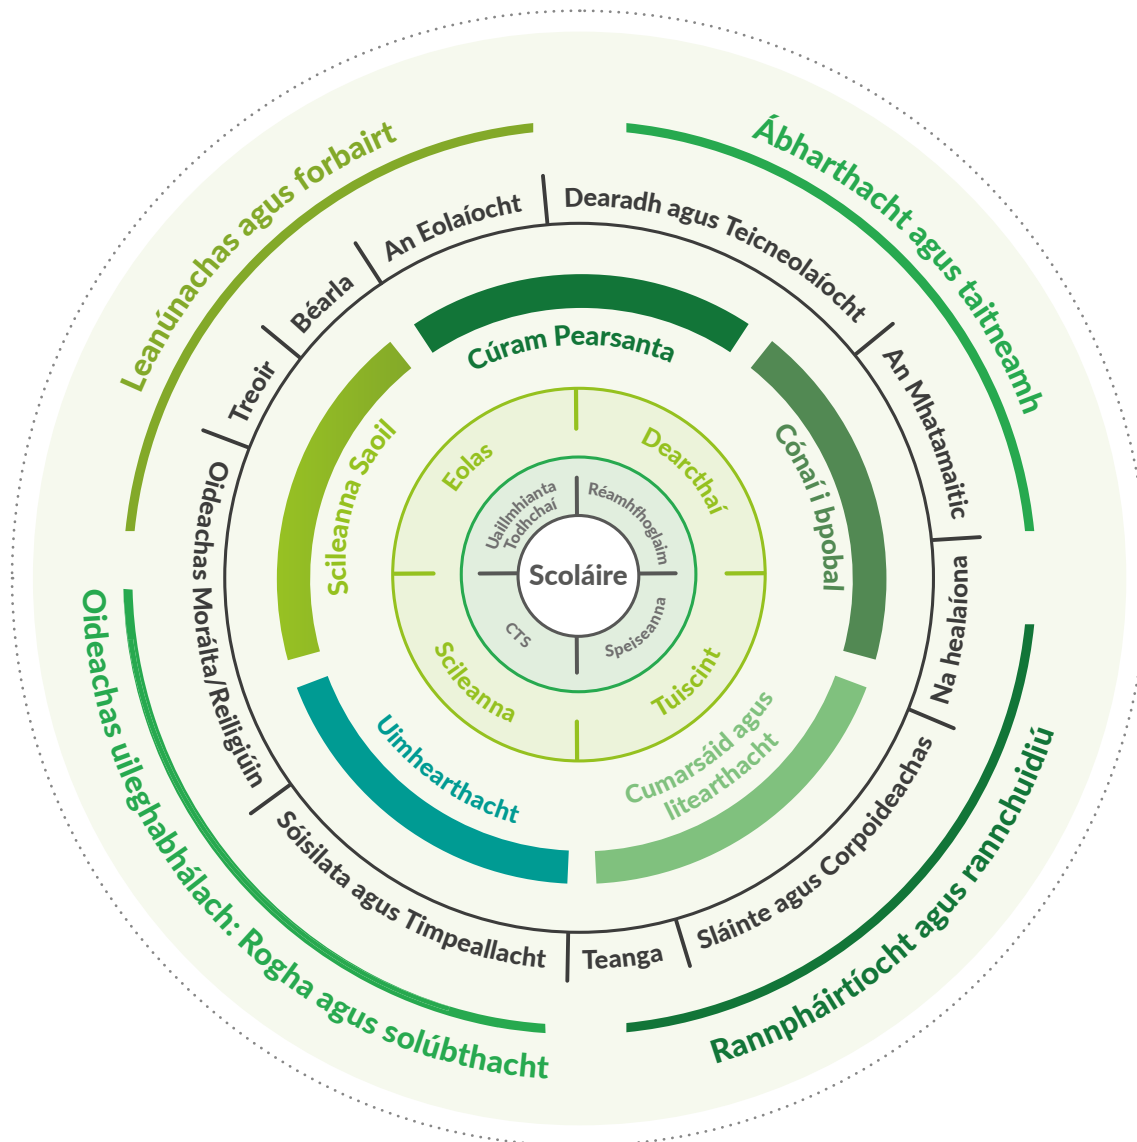 Leanúnachas agus forbairt
Ábharthacht agus taitneamh
Rannpháirtíocht agus rannchuidiú
Oideachas uileghabhálach: Rogha agus solúbthacht
An Eolaíocht
Dearadh agus Teicneolaíocht
An Mhatamaitic
Na healaíona
Sláinte agus Corpoideachas
Teanga
Sóisilata agus Timpeallacht
Oideachas Morálta/Reiligiúin
Treoir
Béarla
Cúram Pearsanta
Cónaí i bpobal
Cumarsáid agus
litearthacht
Uimhearthacht
Scileanna Saoil
Eolas
Dearcthaí
Tuiscint
Scileanna
Uaillmhianta
Todhchaí
Réamhfhoglaim
Speiseanna
CTS
Scoláire